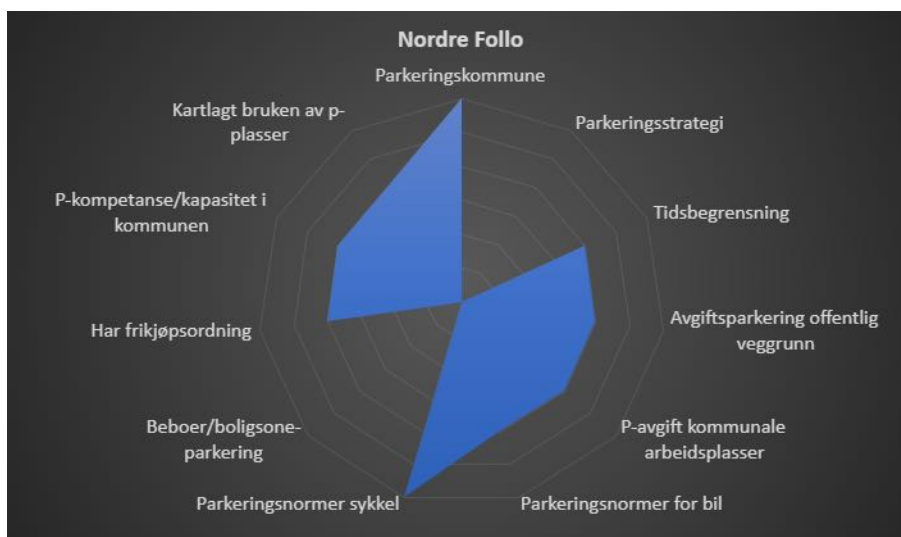 Nordre Follo
Parkeringskommune
Parkeringsstrategi
Tidsbegrensning
Avgiftsparkering offentlig
veggrunn
P-avgift kommunale
arbeidsplasser
Parkeringsnormer for bil
Parkeringsnormer sykkel
Beboer/boligsone-
parkering
Har frikjøpsordning
P-kompetanse/kapasitet i
kommunen
Kartlagt bruken av p-
plasser